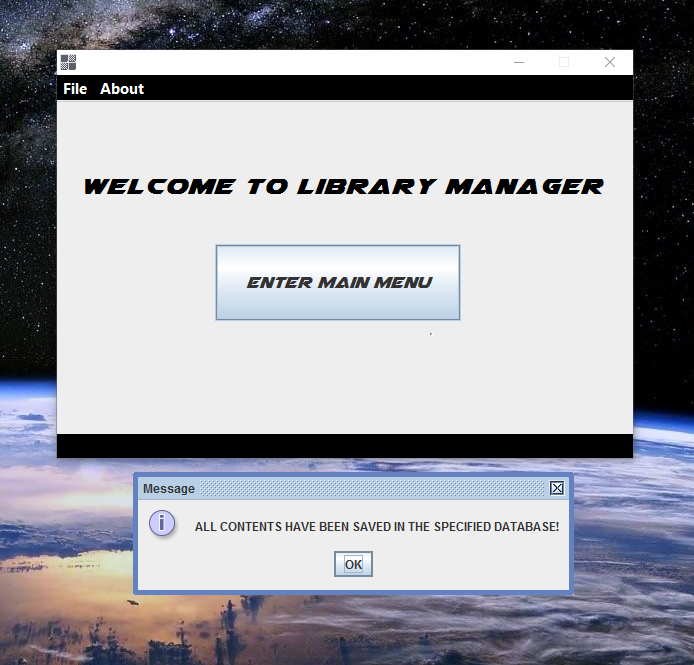 File About
WELCOME TO LIBRARY MANAGER
ENTER MAIN MENU
Message
ALL CONTENTS HAVE BEEN SAVED IN THE SPECIFIED DATABASE!
OK